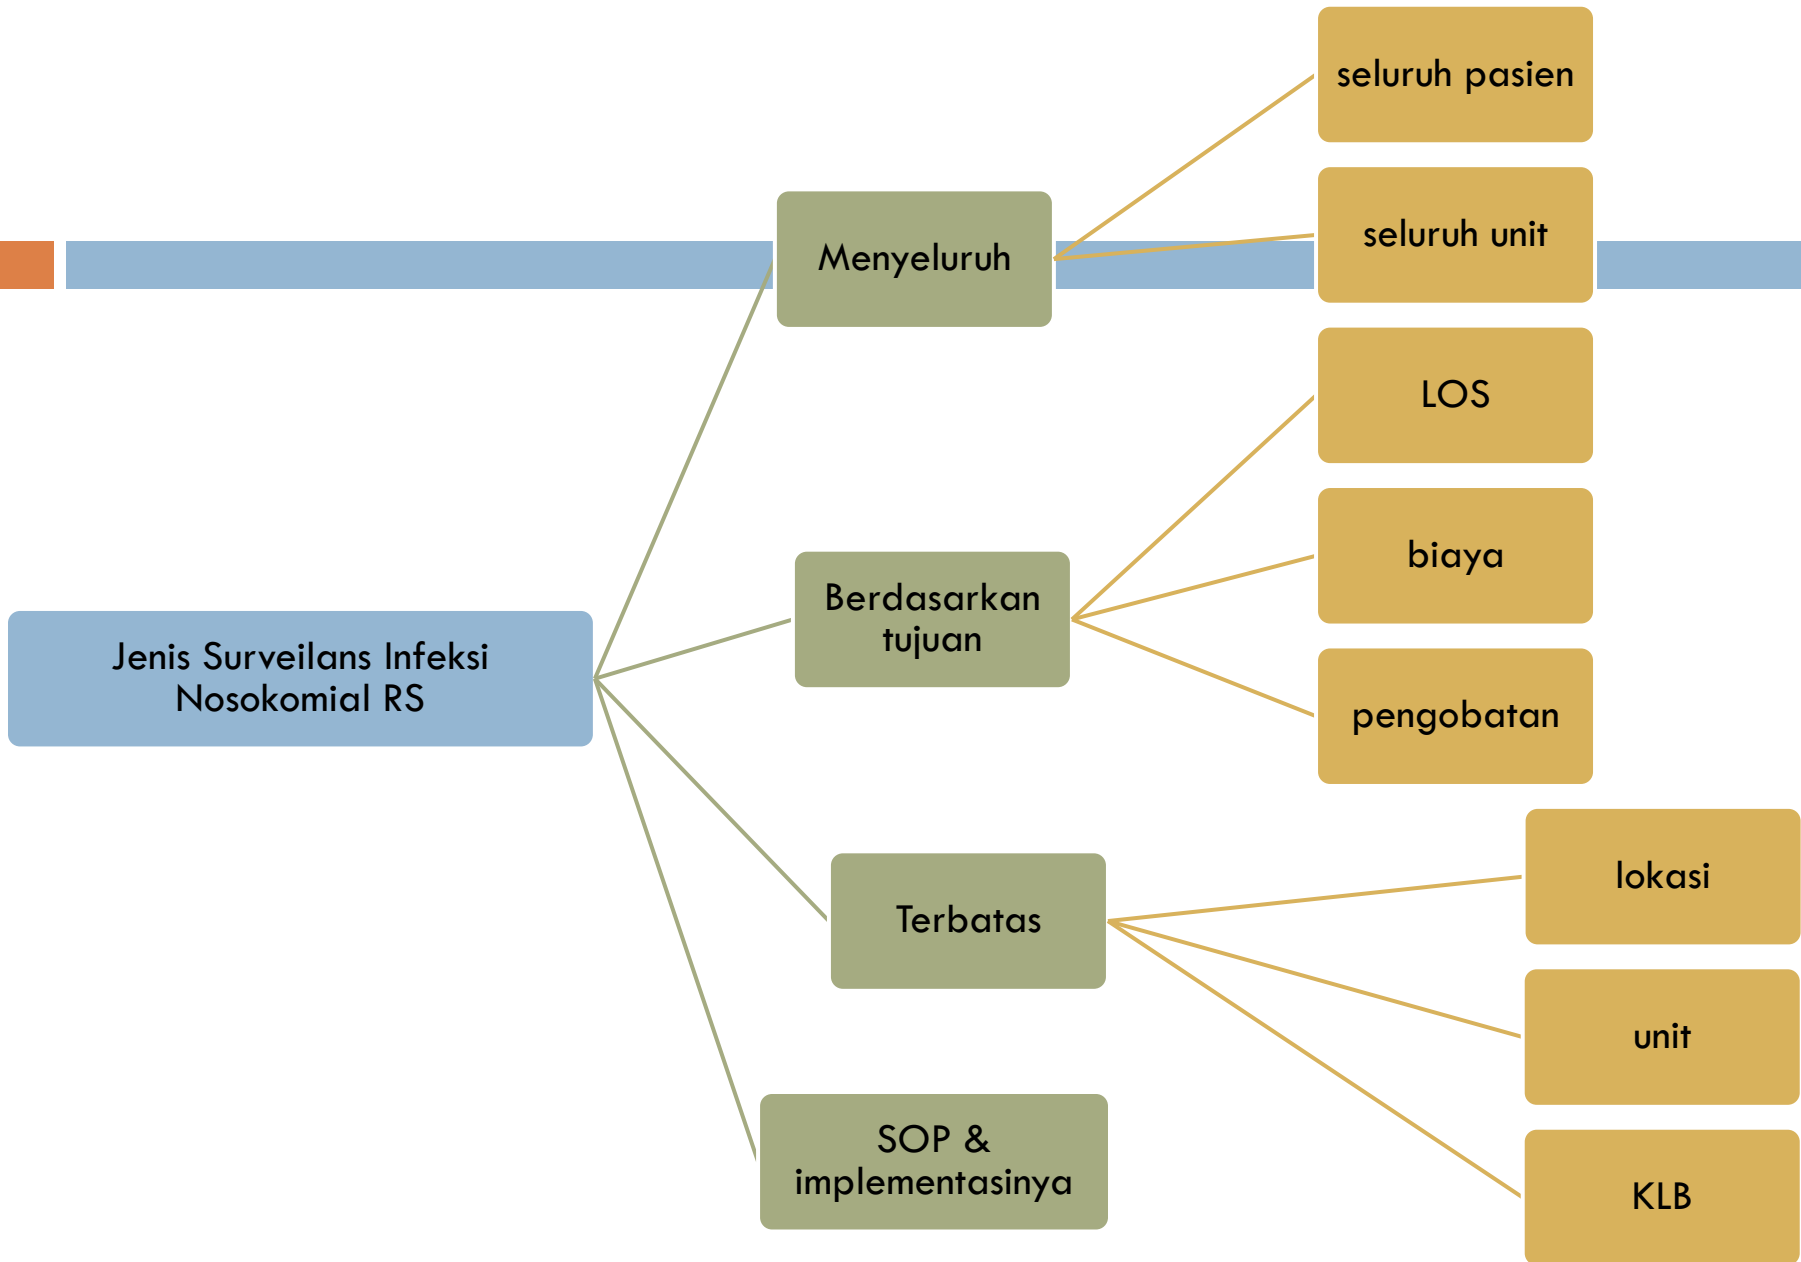 Jenis Surveilans Infeksi
Nosokomial RS
Menyeluruh
seluruh pasien
seluruh unit
Berdasarkan
tujuan
LOS
biaya
pengobatan
Terbatas
lokasi
unit
KLB
SOP &
implementasinya